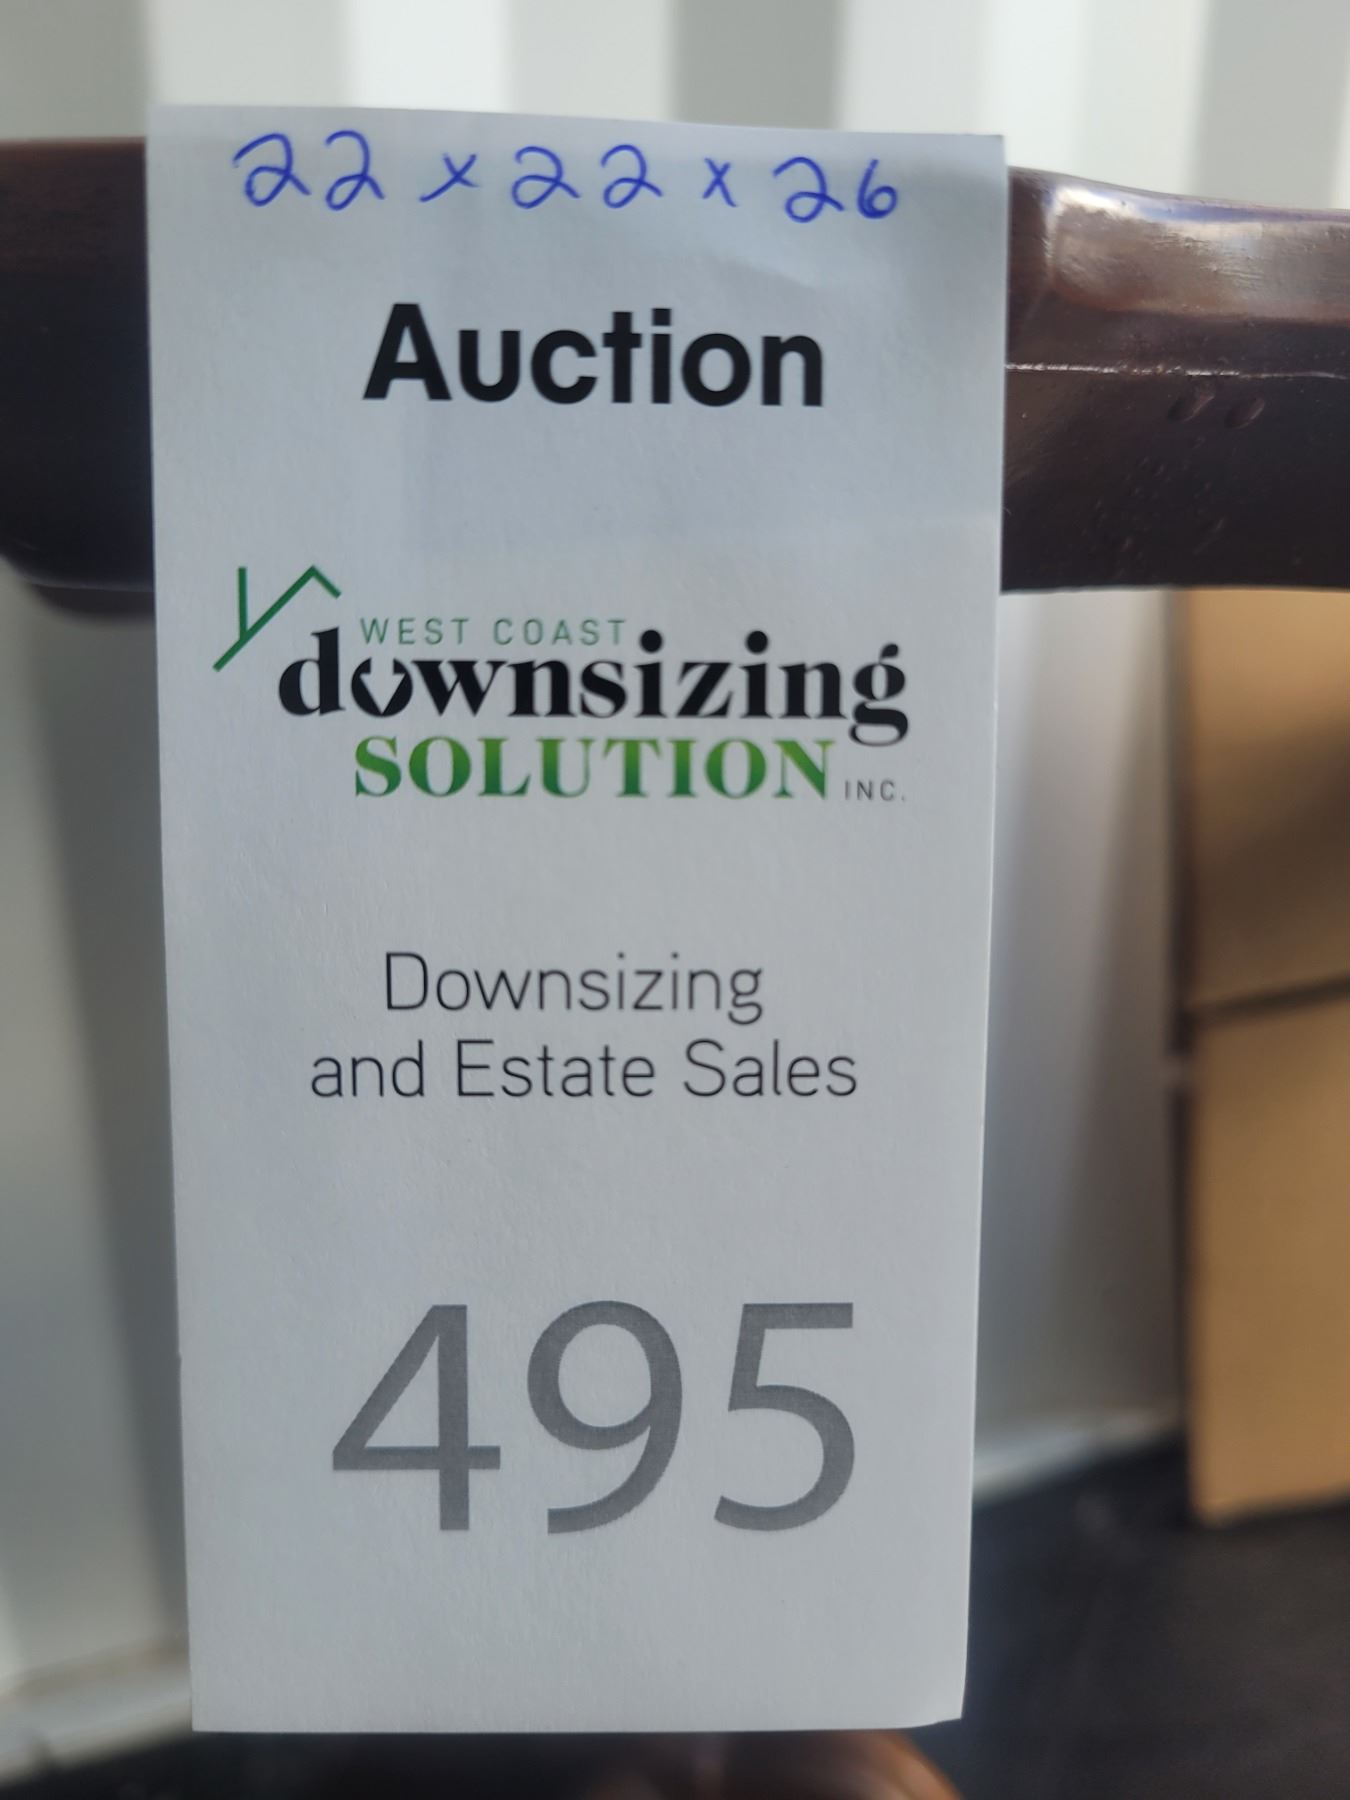 22 x 22 x 26
Auction
WEST COAST
downsizing
SOLUTION INC.
Downsizing
and Estate Sales
495